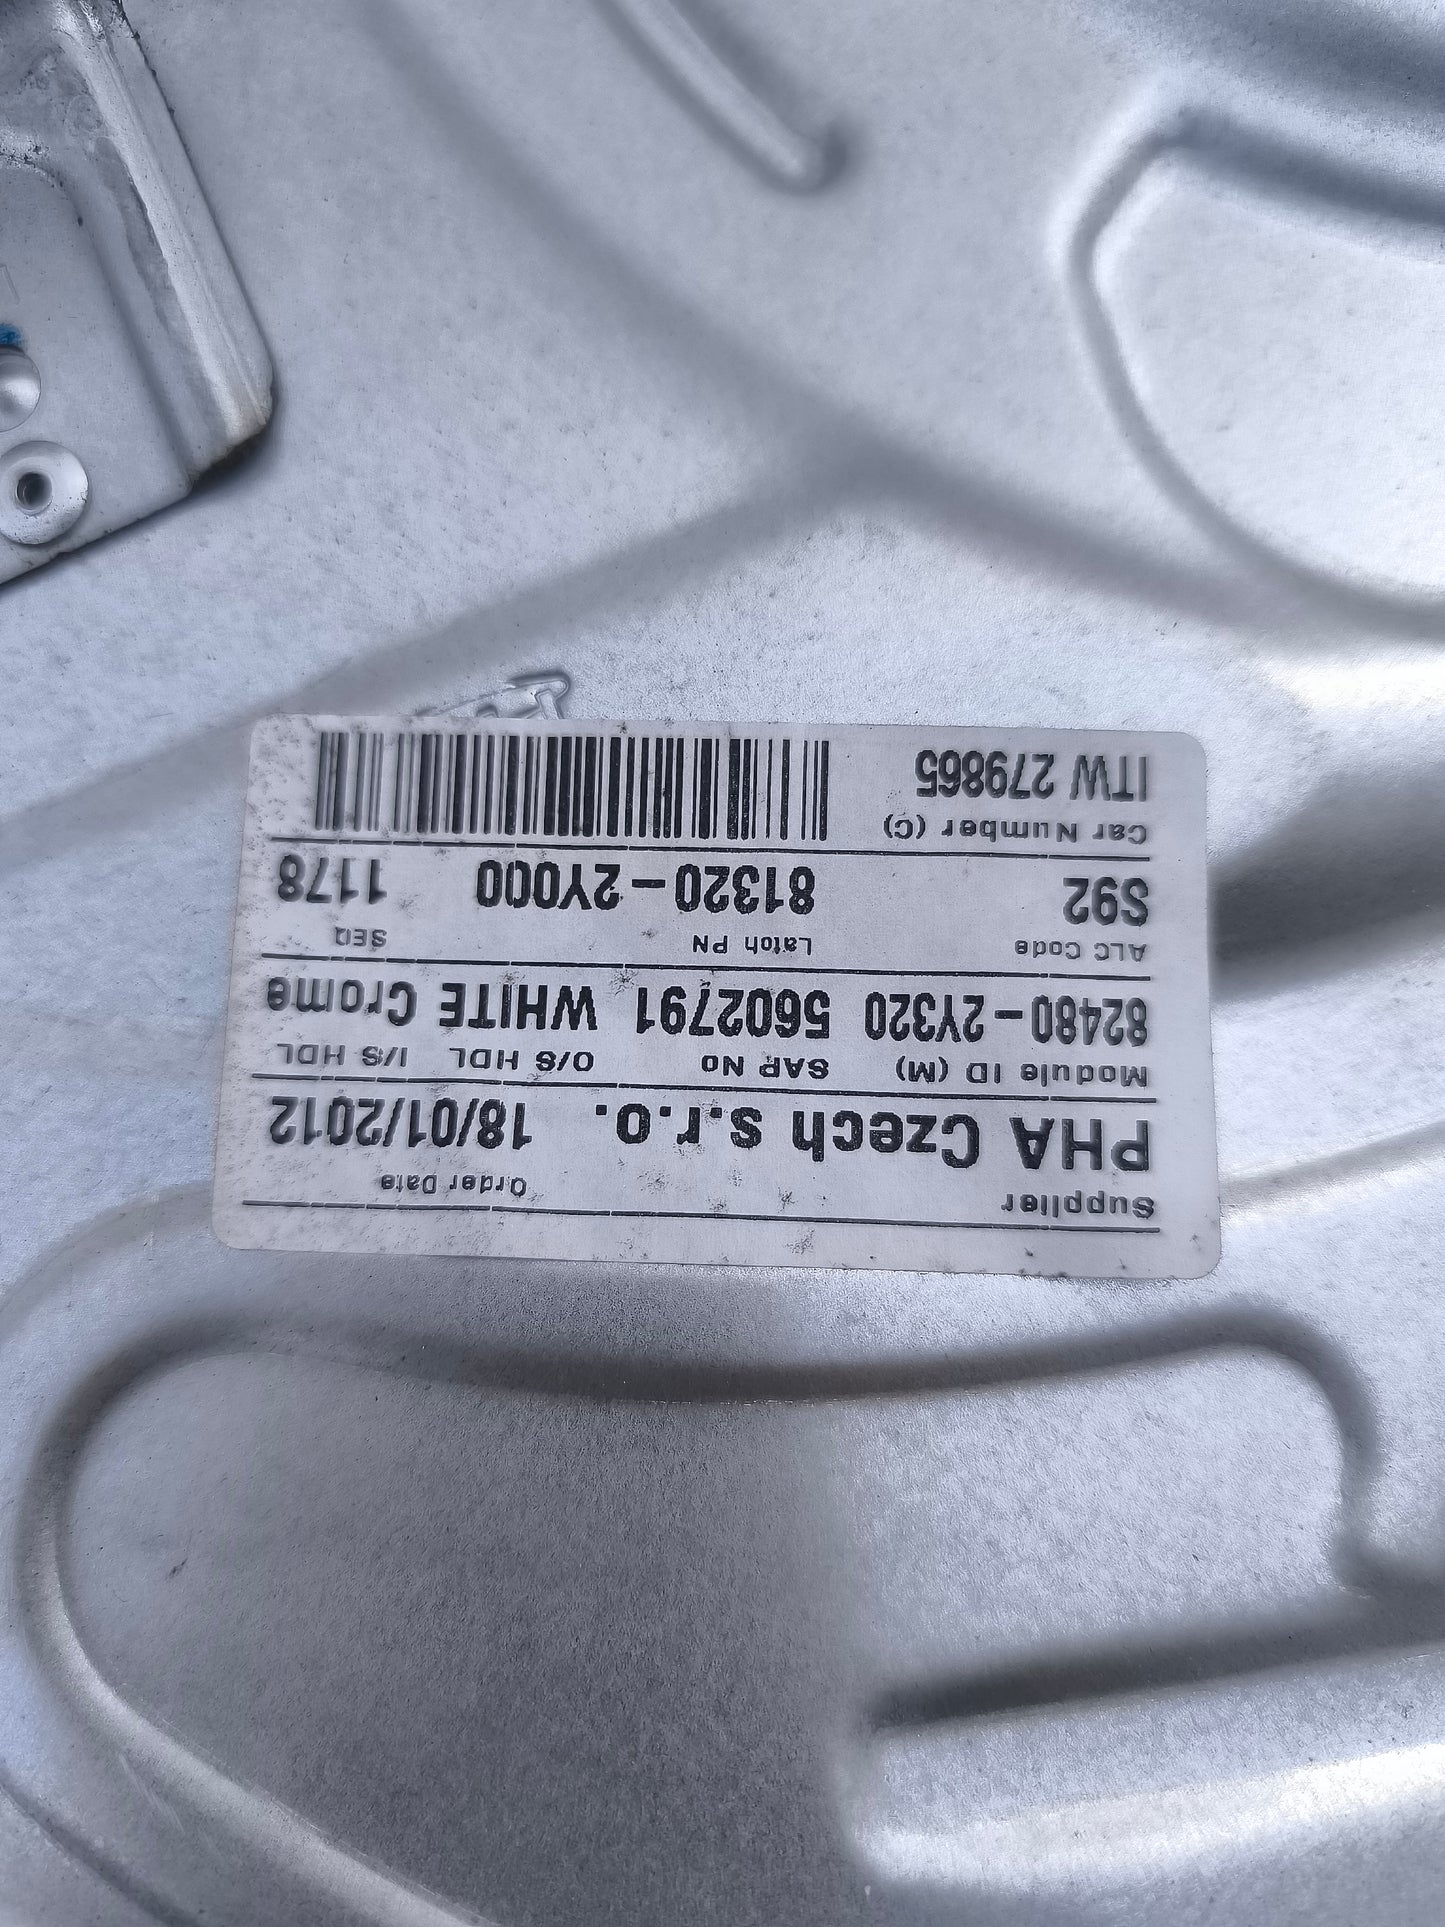 Supplier Order Date
PHA Czech s.r.o. 18/01/2012
Module ID (M) SAP No O/S HDL I/S HDL
82480-2Y320 5602791 WHITE Crome
ALC Code Latch PN SEQ
S92 81320-2Y000 1178
Car Number (C)
ITW 279865